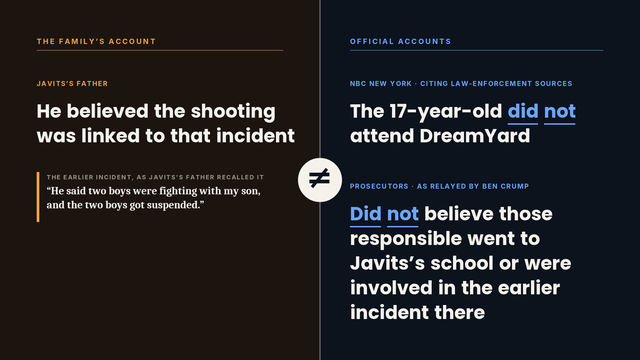 THE FAMILY'S ACCOUNT
JAVITS'S FATHER
He believed the shooting
was linked to that incident
THE EARLIER INCIDENT, AS JAVITS'S FATHER RECALLED IT
“He said two boys were fighting with my son,
and the two boys got suspended.”
≠
OFFICIAL ACCOUNTS
NBC NEW YORK · CITING LAW-ENFORCEMENT SOURCES
The 17-year-old did not
attend DreamYard
PROSECUTORS · AS RELAYED BY BEN CRUMP
Did not believe those
responsible went to
Javits's school or were
involved in the earlier
incident there